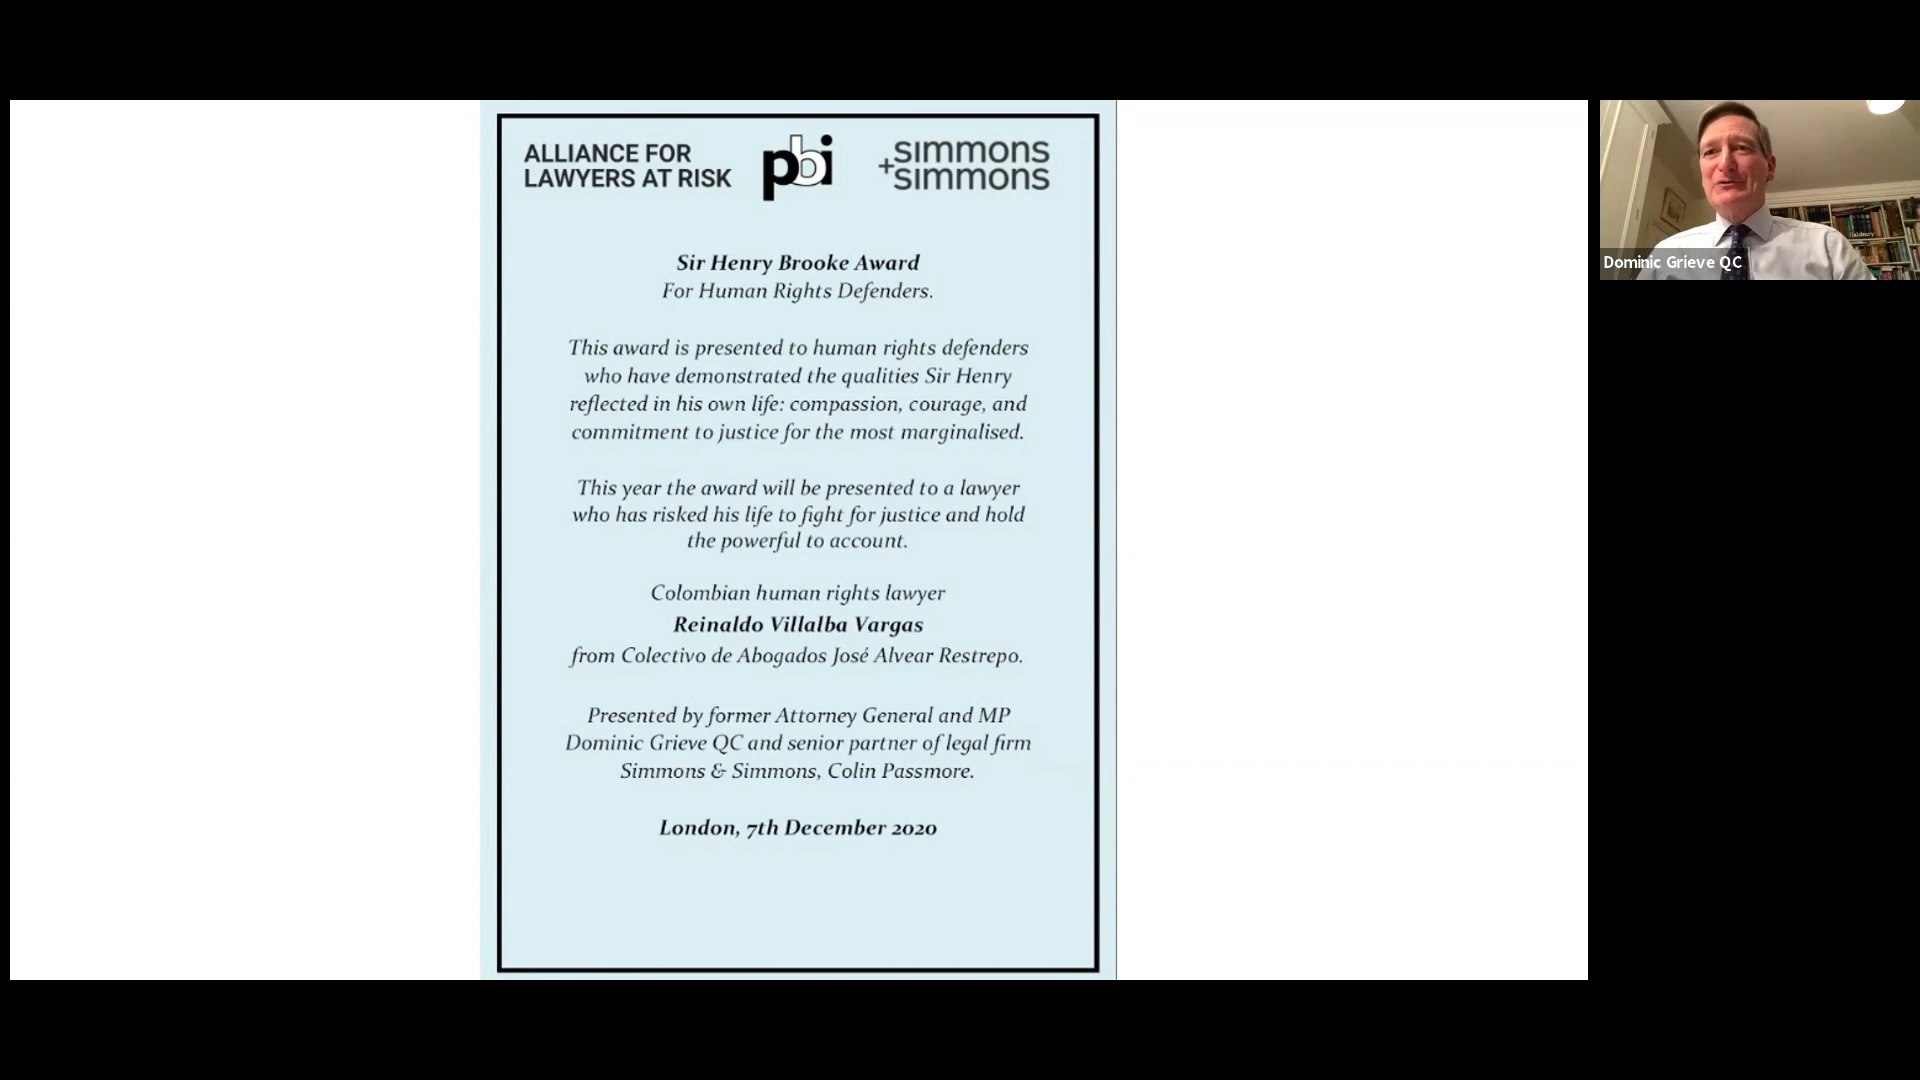 ALLIANCE FOR
LAWYERS AT RISK
pbi
simmons
+simmons
Sir Henry Brooke Award
For Human Rights Defenders.
This award is presented to human rights defenders
who have demonstrated the qualities Sir Henry
reflected in his own life: compassion, courage, and
commitment to justice for the most marginalised.
This year the award will be presented to a lawyer
who has risked his life to fight for justice and hold
the powerful to account.
Colombian human rights lawyer
Reinaldo Villalba Vargas
from Colectivo de Abogados José Alvear Restrepo.
Presented by former Attorney General and MP
Dominic Grieve QC and senior partner of legal firm
Simmons & Simmons, Colin Passmore.
London, 7th December 2020
Halsbury
Dominic Grieve QC